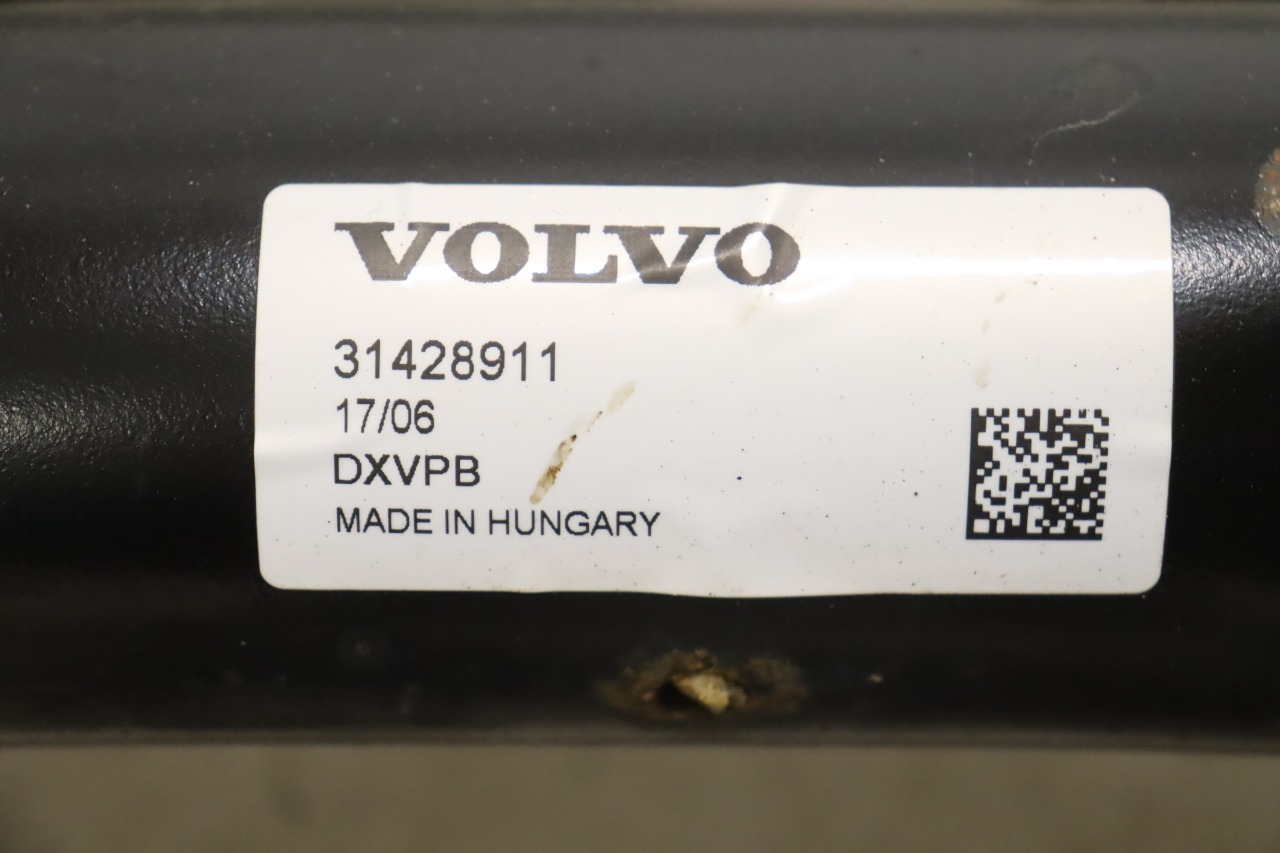 VOLVO
31428911
17/06
DXVPB
MADE IN HUNGARY